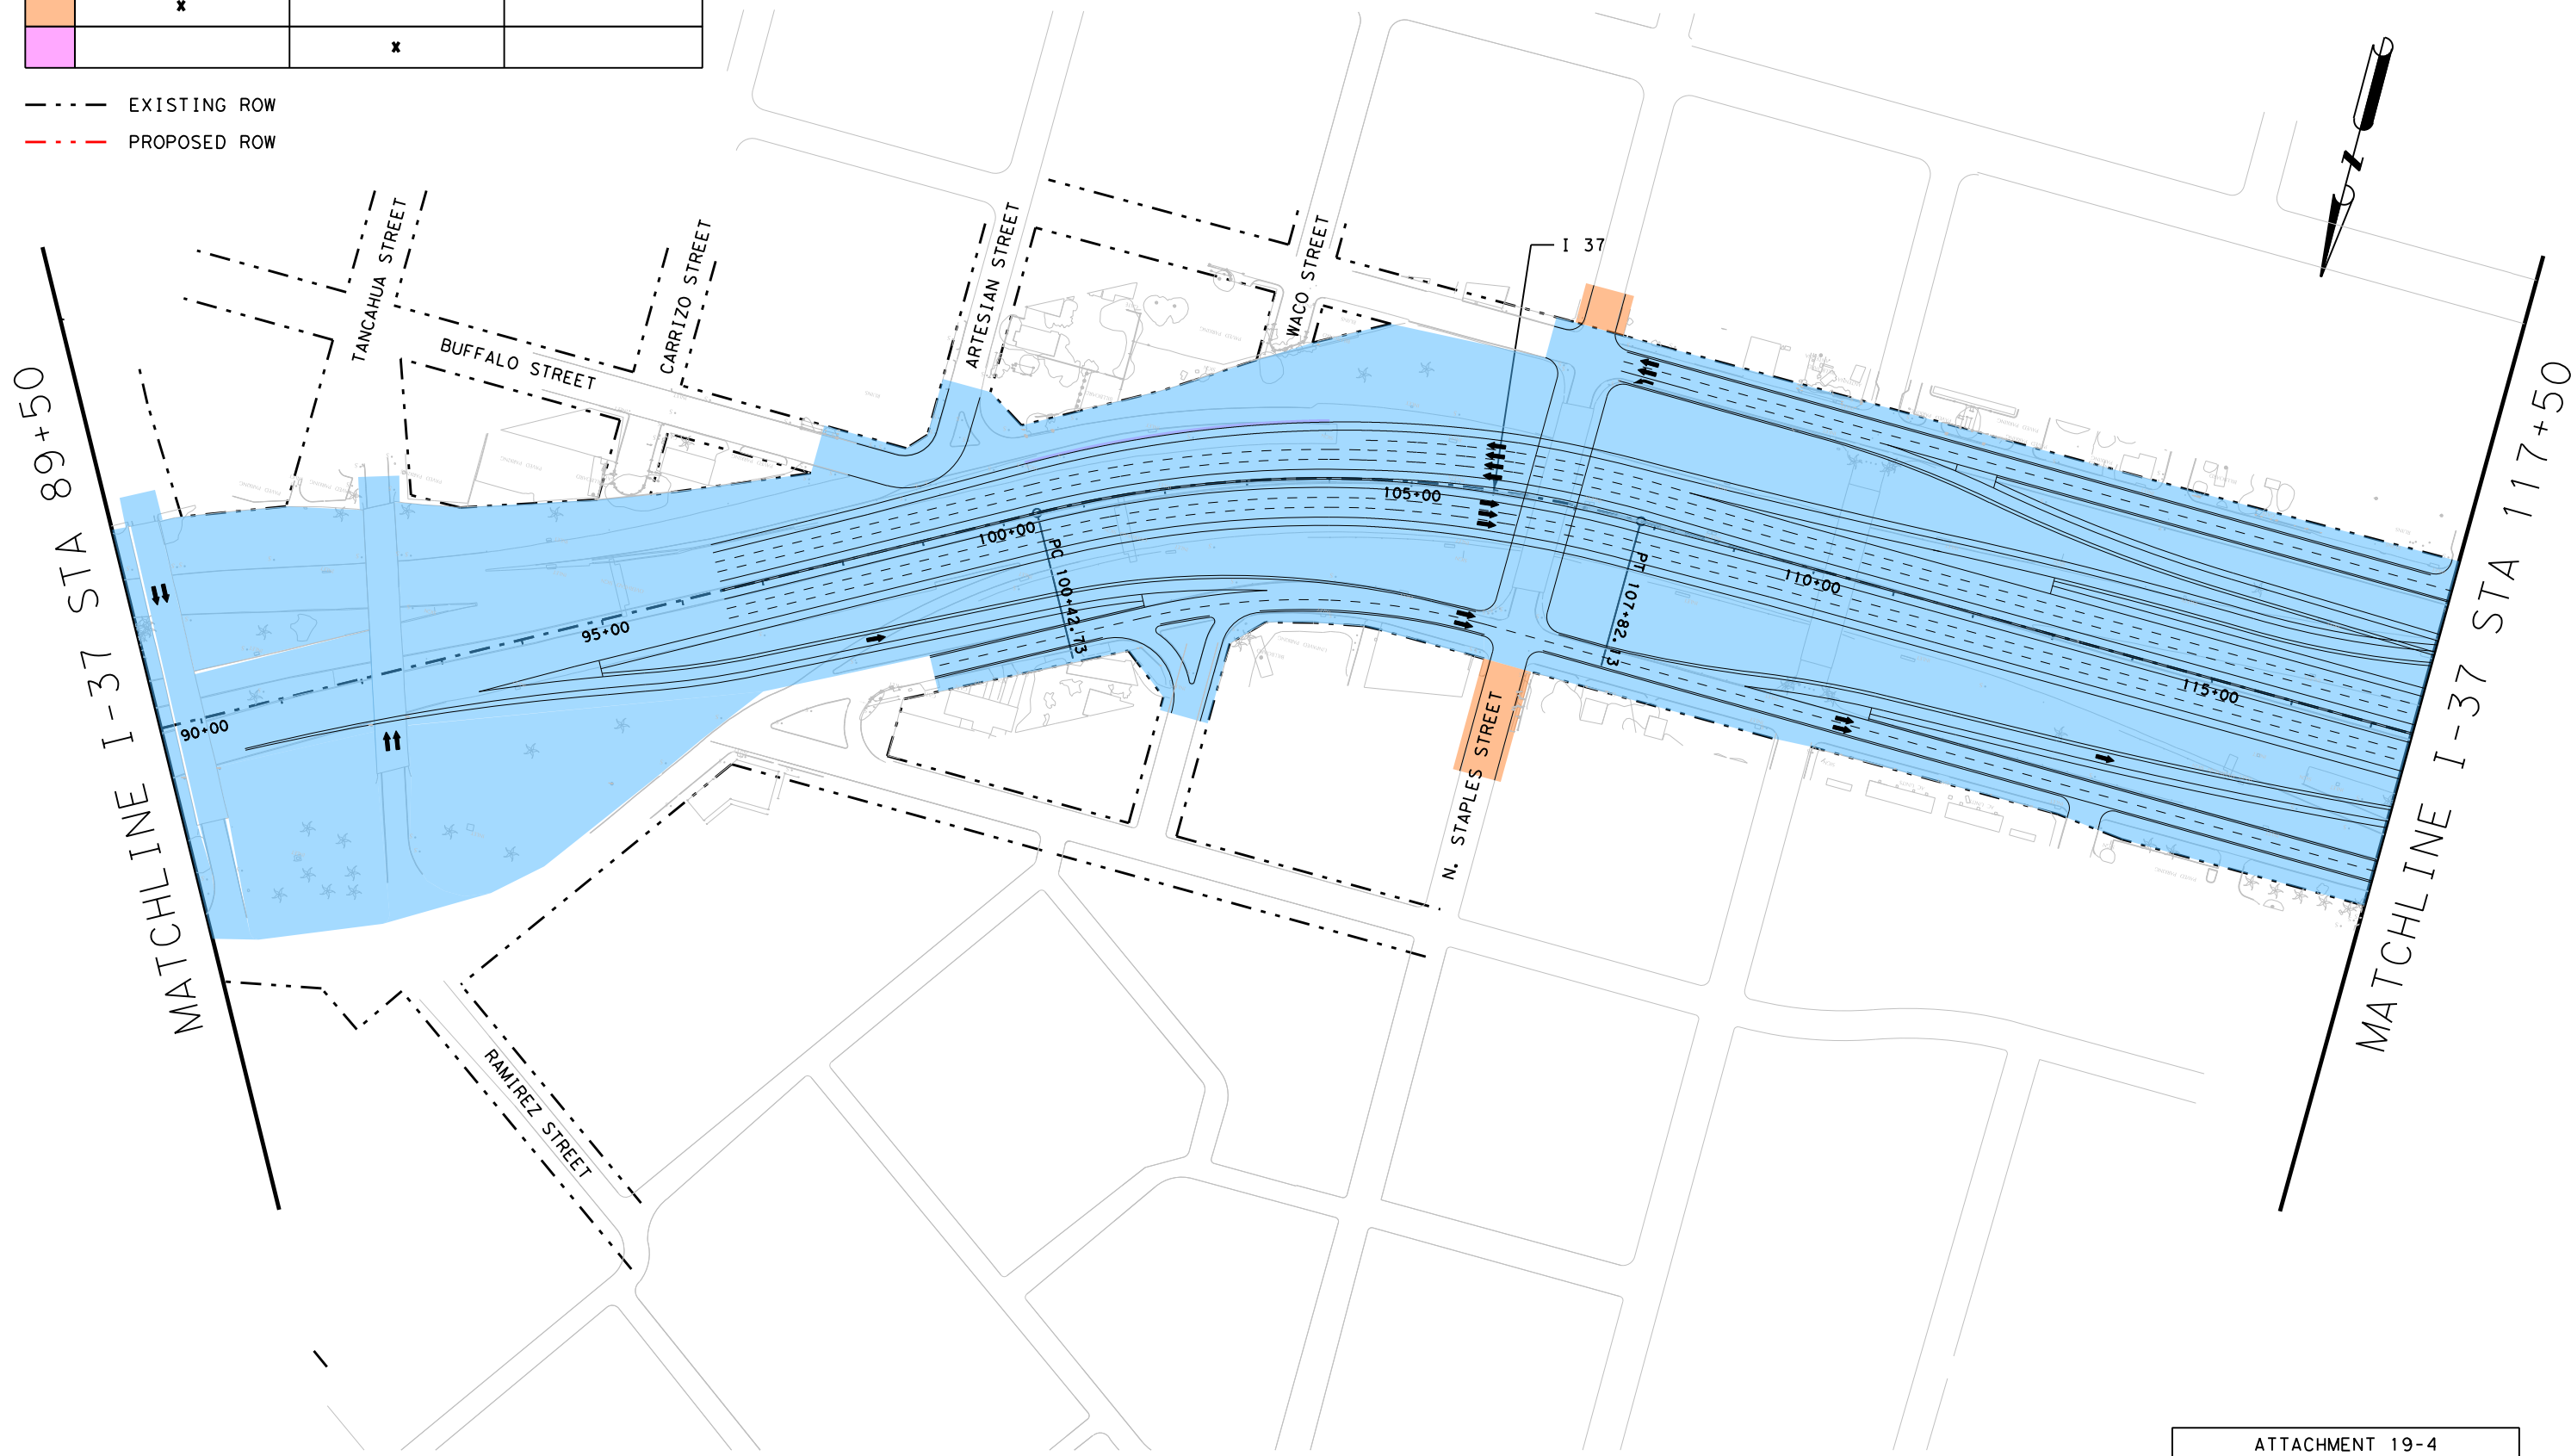 x
x
EXISTING ROW
PROPOSED ROW
TANCAHUA STREET
BUFFALO STREET
CARRIZO STREET
ARTESIAN STREET
WACO STREET
I 37
N
MATCHLINE I-37 STA 89+50
MATCHLINE I-37 STA 117+50
90+00
95+00
100+00
PC 100+42.73
105+00
PT 107+82.13
110+00
115+00
N. STAPLES STREET
RAMIREZ STREET
ATTACHMENT 19-4